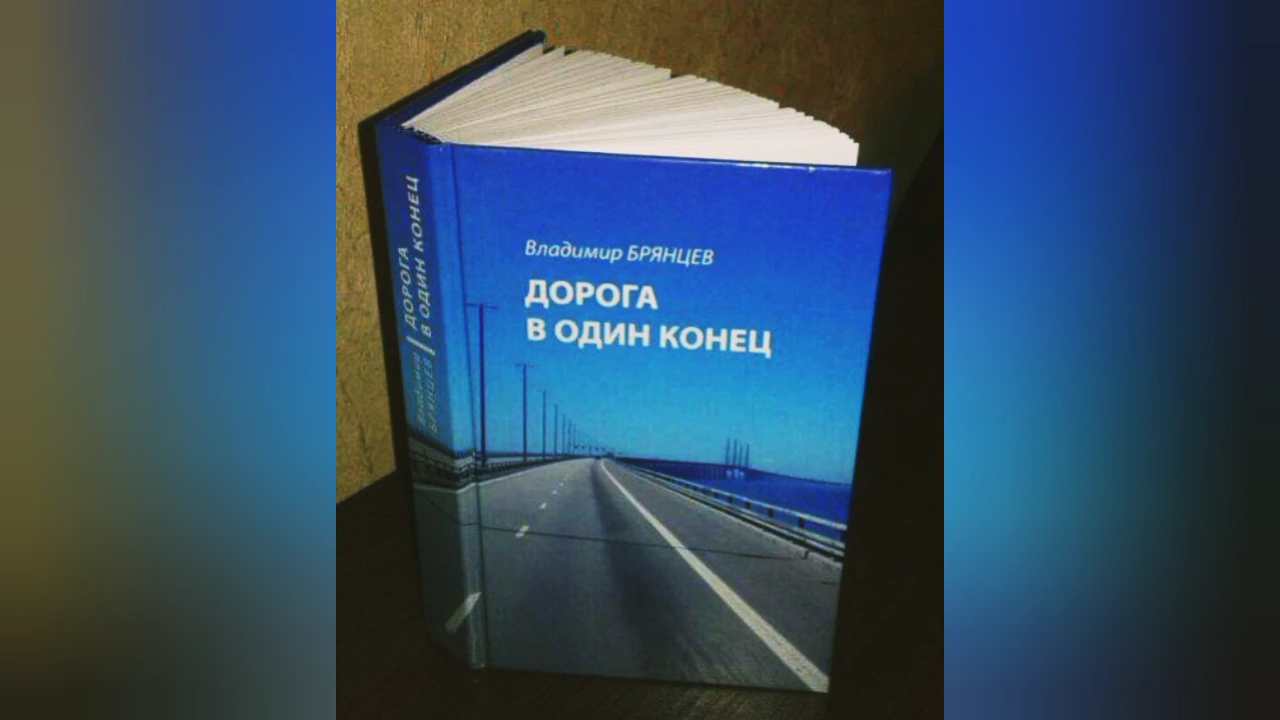 Владимир БРЯНЦЕВ
ДОРОГА
В ОДИН КОНЕЦ
Владимир
БРЯНЦЕВ
ДОРОГА
В ОДИН КОНЕЦ